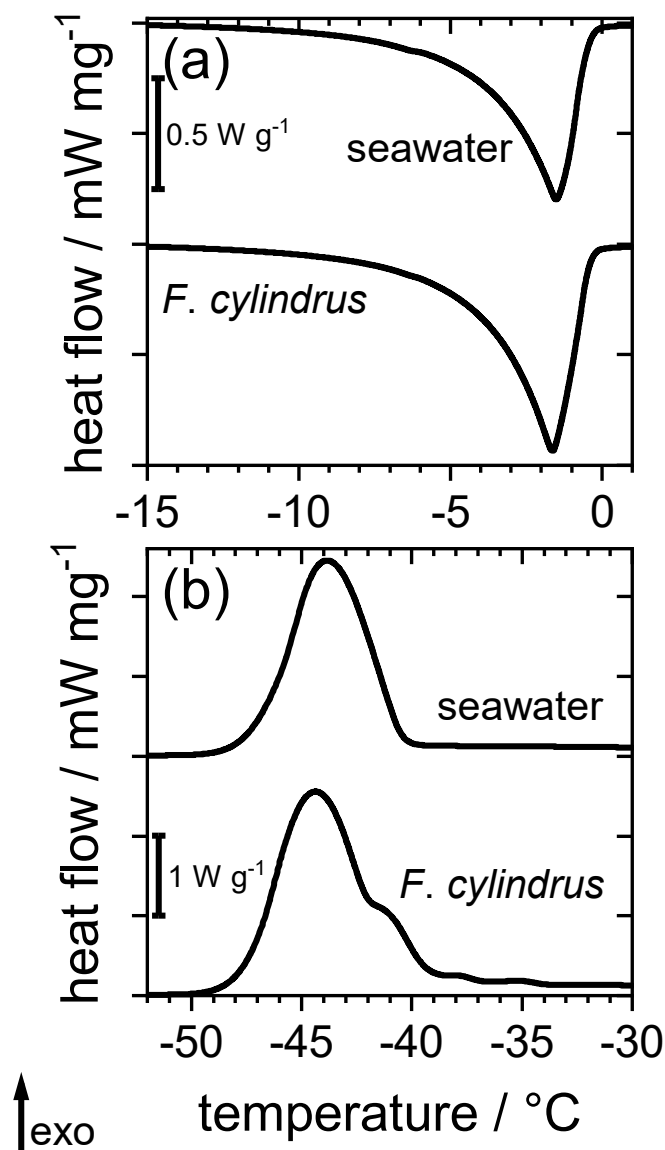 (a)
0.5 W g⁻¹
seawater
F. cylindrus
heat flow / mW mg⁻¹
-15 -10 -5 0
(b)
seawater
1 W g⁻¹
F. cylindrus
heat flow / mW mg⁻¹
-50 -45 -40 -35 -30
temperature / °C
exo